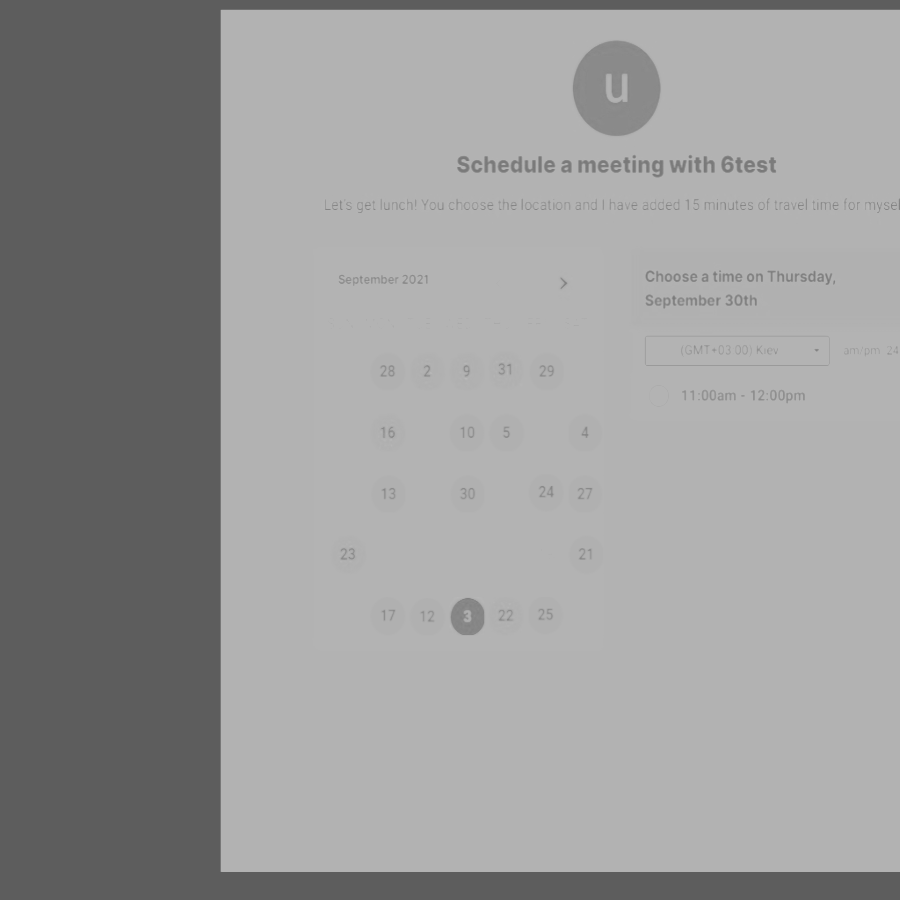 u
Schedule a meeting with 6test
Let's get lunch! You choose the location and I have added 15 minutes of travel time for
September 2021
28 2 9 31 29
16 10 5 4
13 30 24 27
23 21
17 12 3 22 25
Choose a time on Thursday,
September 30th
(GMT+03:00) Kiev
am/pm 24
11:00am - 12:00pm